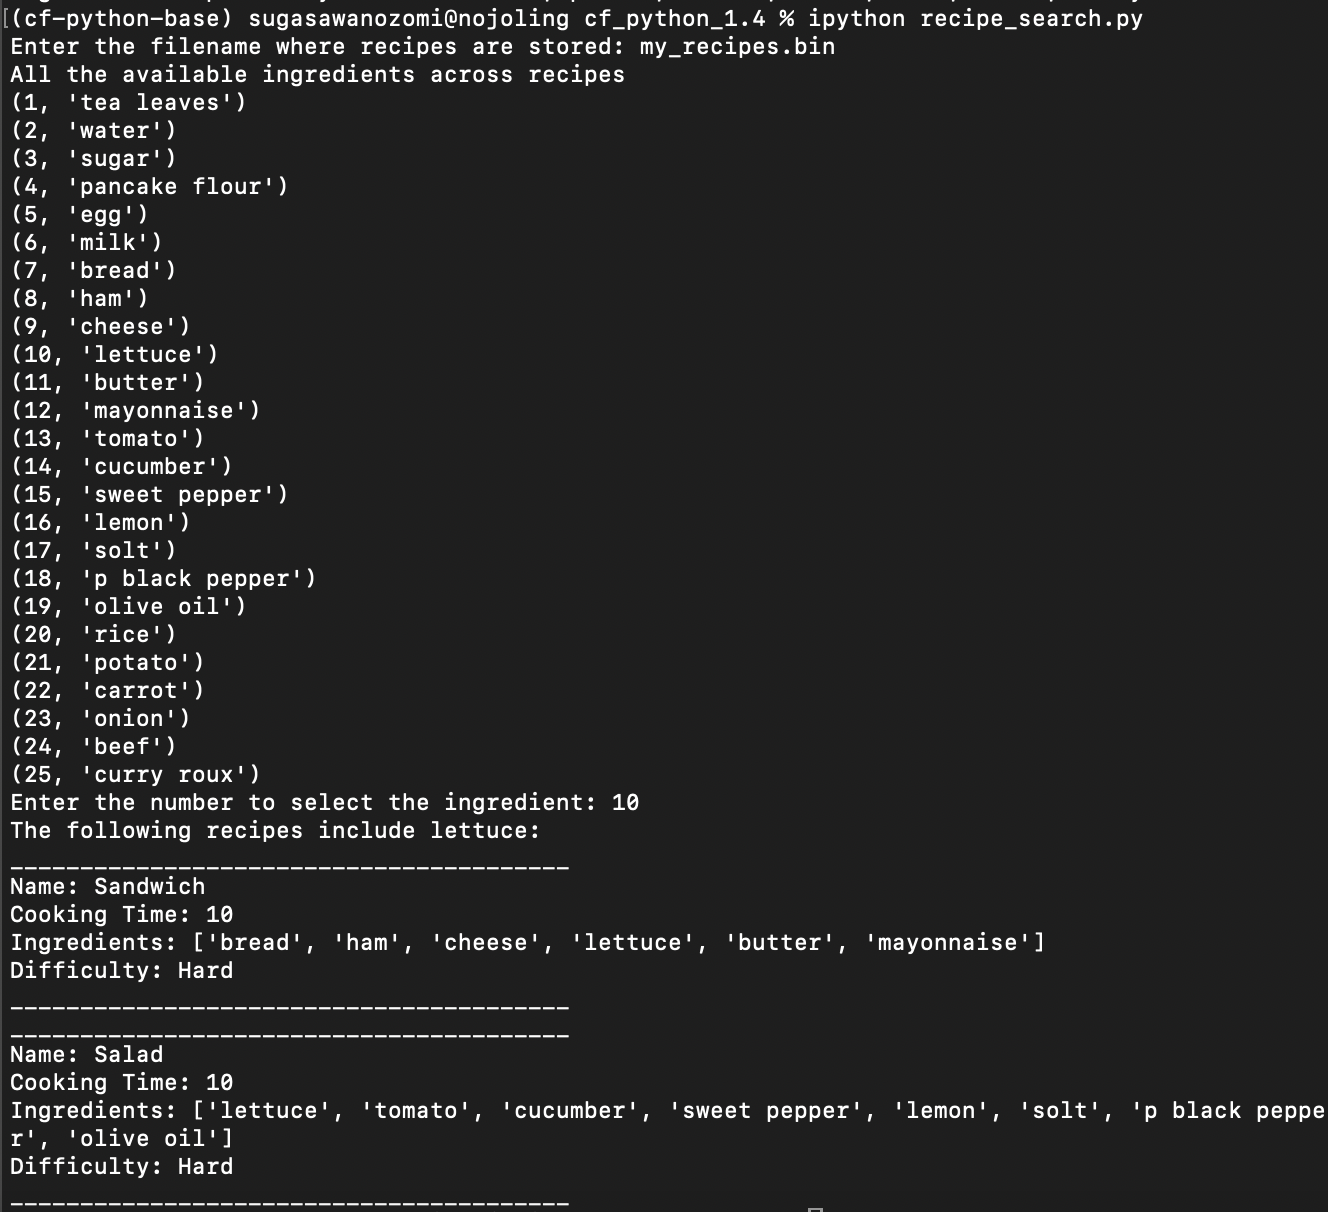 [(cf-python-base) sugasawanozomi@nojoling cf_python_1.4 % ipython recipe_search.py
Enter the filename where recipes are stored: my_recipes.bin
All the available ingredients across recipes
(1, 'tea leaves')
(2, 'water')
(3, 'sugar')
(4, 'pancake flour')
(5, 'egg')
(6, 'milk')
(7, 'bread')
(8, 'ham')
(9, 'cheese')
(10, 'lettuce')
(11, 'butter')
(12, 'mayonnaise')
(13, 'tomato')
(14, 'cucumber')
(15, 'sweet pepper')
(16, 'lemon')
(17, 'solt')
(18, 'p black pepper')
(19, 'olive oil')
(20, 'rice')
(21, 'potato')
(22, 'carrot')
(23, 'onion')
(24, 'beef')
(25, 'curry roux')
Enter the number to select the ingredient: 10
The following recipes include lettuce:
________________________________________
Name: Sandwich
Cooking Time: 10
Ingredients: ['bread', 'ham', 'cheese', 'lettuce', 'butter', 'mayonnaise']
Difficulty: Hard
________________________________________
________________________________________
Name: Salad
Cooking Time: 10
Ingredients: ['lettuce', 'tomato', 'cucumber', 'sweet pepper', 'lemon', 'solt', 'p black peppe
r', 'olive oil']
Difficulty: Hard
________________________________________